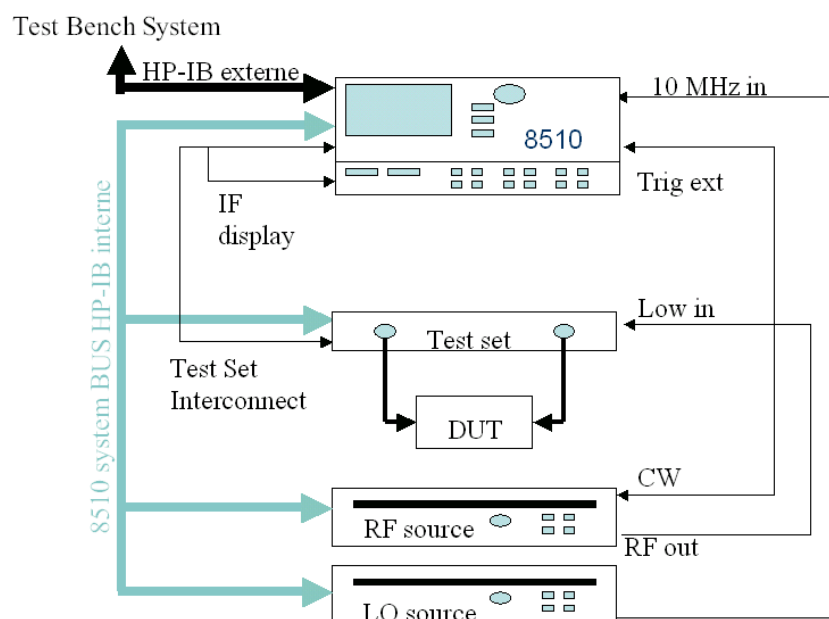 Test Bench System
HP-IB externe
10 MHz in
8510
Trig ext
IF
display
8510 system BUS HP-IB interne
Low in
Test set
Test Set
Interconnect
DUT
CW
RF source
RF out
LO source